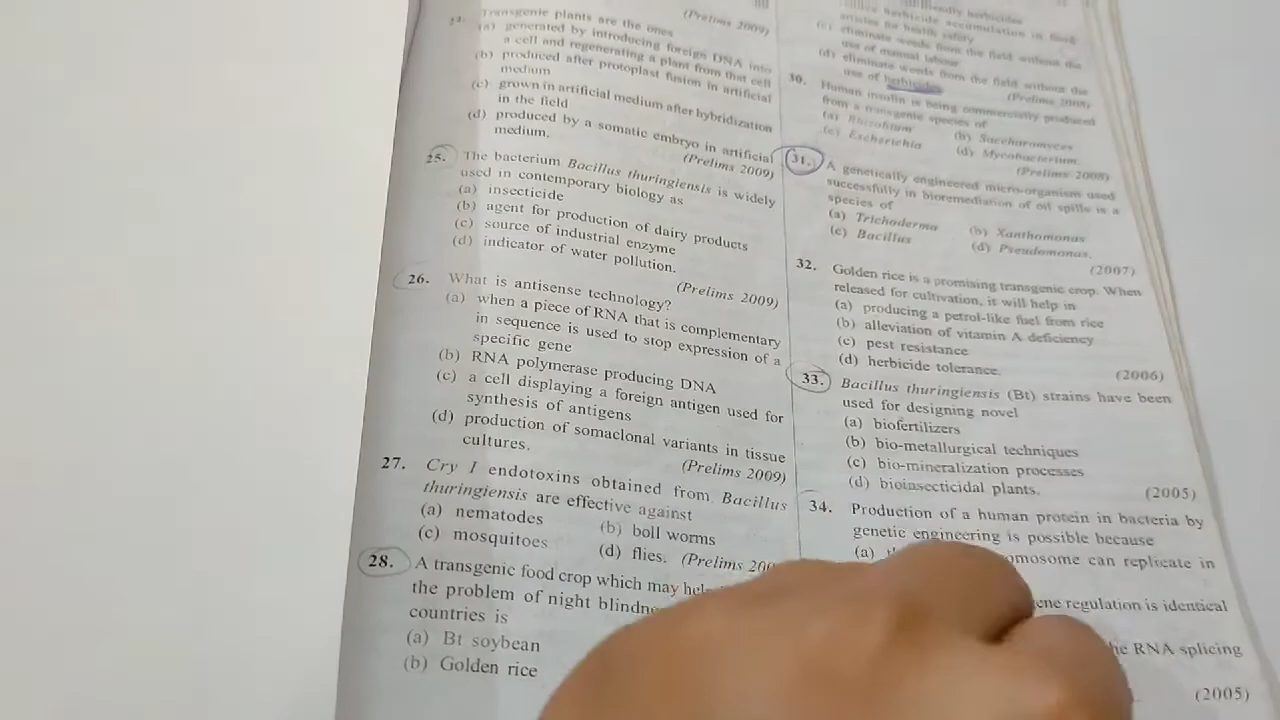 (Prelims 2009)
24. Transgenic plants are the ones
(a) generated by introducing foreign DNA into
a cell and regenerating a plant from that cell
(b) produced after protoplast fusion in artificial
medium
(c) grown in artificial medium after hybridization
in the field
(d) produced by a somatic embryo in artificial
medium.
(Prelims 2009)
25. The bacterium Bacillus thuringiensis is widely
used in contemporary biology as
(a) insecticide
(b) agent for production of dairy products
(c) source of industrial enzyme
(d) indicator of water pollution.
(Prelims 2009)
26. What is antisense technology?
(a) when a piece of RNA that is complementary
in sequence is used to stop expression of a
specific gene
(b) RNA polymerase producing DNA
(c) a cell displaying a foreign antigen used for
synthesis of antigens
(d) production of somaclonal variants in tissue
cultures.
(Prelims 2009)
27. Cry I endotoxins obtained from Bacillus
thuringiensis are effective against
(a) nematodes
(b) boll worms
(c) mosquitoes
(d) flies. (Prelims
28. A transgenic food crop which may
the problem of night
countries is
(a) Bt soybean
(b) Golden rice
herbicides
herbicide accumulation in food
articles for health safety
(c) eliminate weeds from the field without the
use of manual labour
(d) eliminate weeds from the field without the
use of herbicides
(Prelims 2008)
30. Human insulin is being commercially produced
from a transgenic species of
(a) Rhizobium
(b) Saccharomyces
(c) Escherichia
(d) Mycobacterium.
(Prelims 2008)
31. A genetically engineered micro-organism used
successfully in bioremediation of oil spills is a
species of
(a) Trichoderma
(b) Xanthomonas
(c) Bacillus
(d) Pseudomonas.
(2007)
32. Golden rice is a promising transgenic crop. When
released for cultivation, it will help in
(a) producing a petrol-like fuel from rice
(b) alleviation of vitamin A deficiency
(c) pest resistance
(d) herbicide tolerance.
(2006)
33. Bacillus thuringiensis (Bt) strains have been
used for designing novel
(a) biofertilizers
(b) bio-metallurgical techniques
(c) bio-mineralization processes
(d) bioinsecticidal plants.
(2005)
34. Production of a human protein in bacteria by
genetic engineering is possible because
(a) can replicate in
regulation is identical
RNA splicing
(2005)